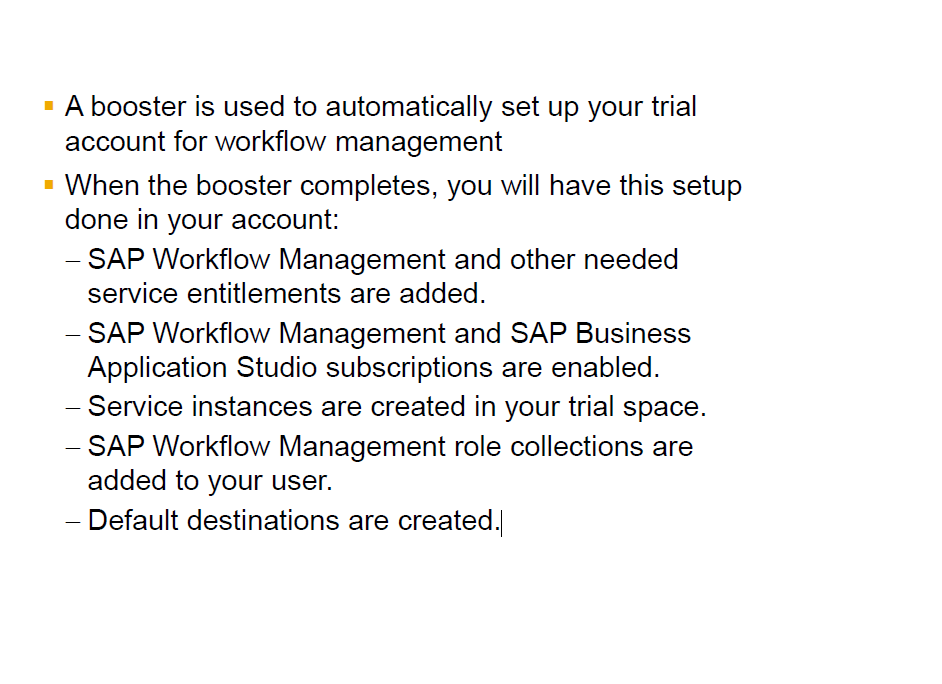 ▪ A booster is used to automatically set up your trial
account for workflow management
▪ When the booster completes, you will have this setup
done in your account:
– SAP Workflow Management and other needed
service entitlements are added.
– SAP Workflow Management and SAP Business
Application Studio subscriptions are enabled.
– Service instances are created in your trial space.
– SAP Workflow Management role collections are
added to your user.
– Default destinations are created.